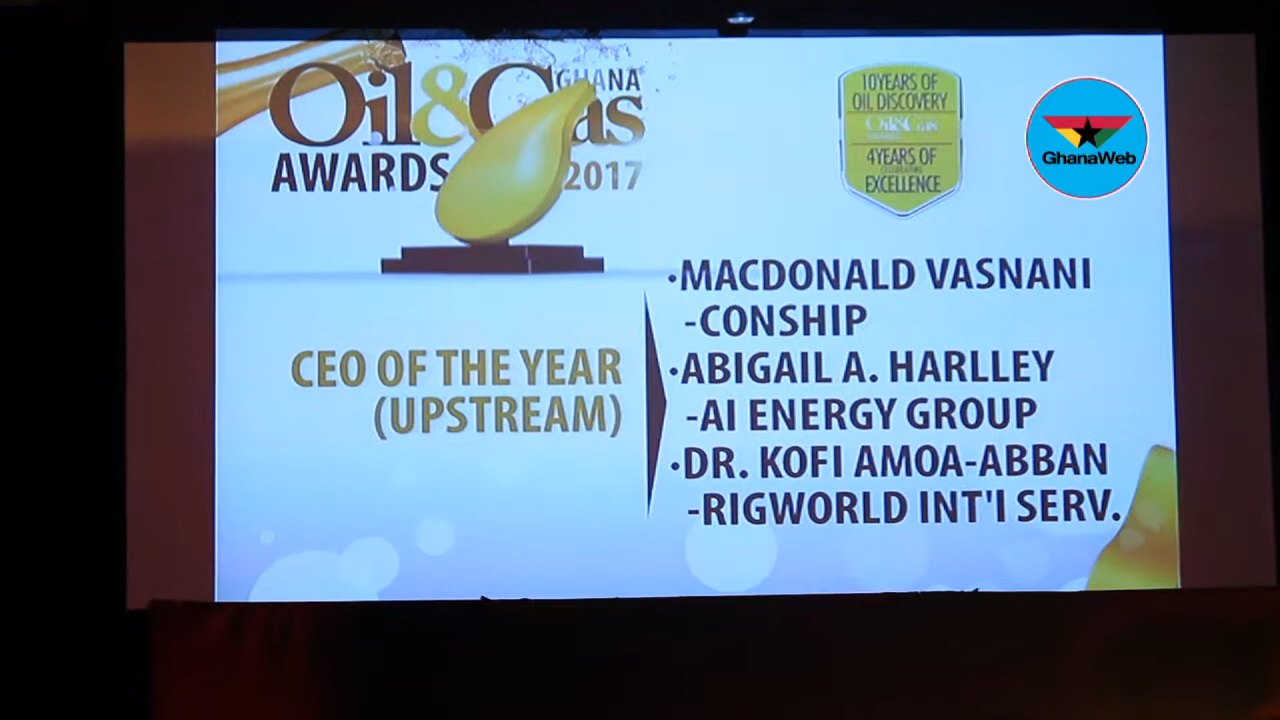 GHANA
Oil&Gas
AWARDS 2017
10YEARS OF
OIL DISCOVERY
Oil&Gas
4YEARS OF
CELEBRATING
EXCELLENCE
GhanaWeb
CEO OF THE YEAR
(UPSTREAM)
•MACDONALD VASNANI
-CONSHIP
•ABIGAIL A. HARLLEY
-AI ENERGY GROUP
•DR. KOFI AMOA-ABBAN
-RIGWORLD INT'l SERV.